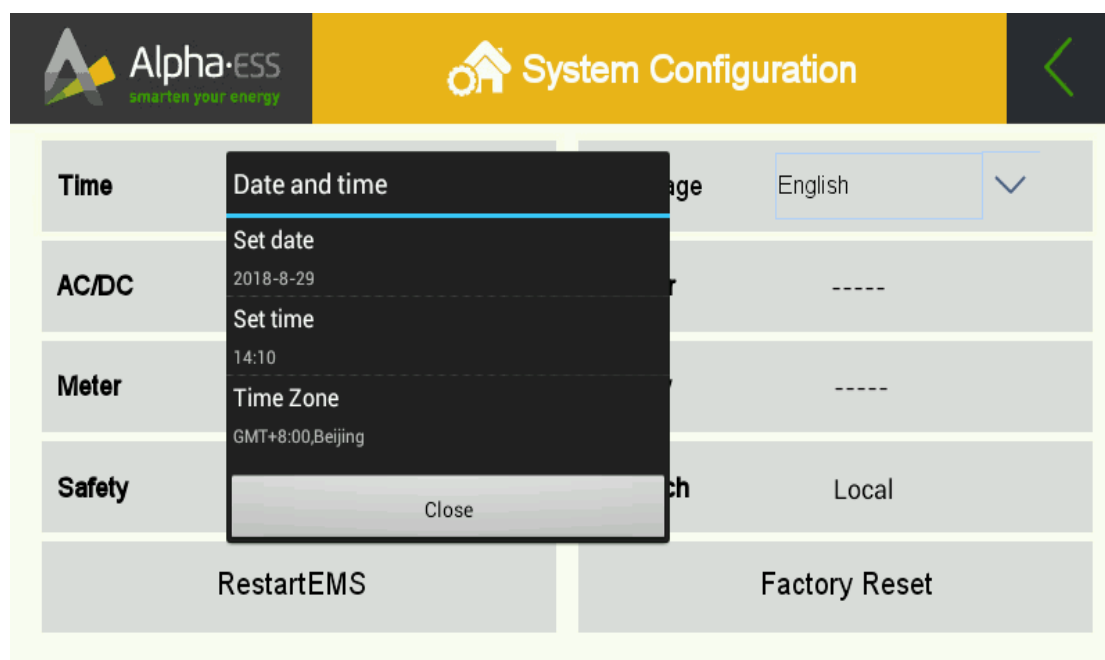 Alpha·ESS
smarten your energy
System Configuration
Time
English
AC/DC
-----
Meter
-----
Safety
Local
Date and time
Set date
2018-8-29
Set time
14:10
Time Zone
GMT+8:00,Beijing
Close
RestartEMS
Factory Reset